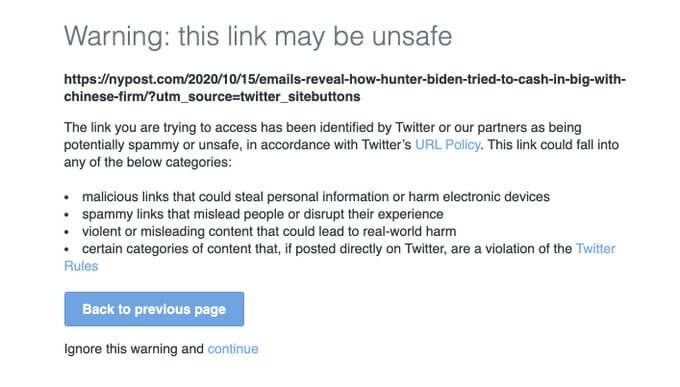 Warning: this link may be unsafe
https://nypost.com/2020/10/15/emails-reveal-how-hunter-biden-tried-to-cash-in-big-with-
chinese-firm/?utm_source=twitter_sitebuttons
The link you are trying to access has been identified by Twitter or our partners as being
potentially spammy or unsafe, in accordance with Twitter’s URL Policy. This link could fall into
any of the below categories:
• malicious links that could steal personal information or harm electronic devices
• spammy links that mislead people or disrupt their experience
• violent or misleading content that could lead to real-world harm
• certain categories of content that, if posted directly on Twitter, are a violation of the Twitter
Rules
Back to previous page
Ignore this warning and continue